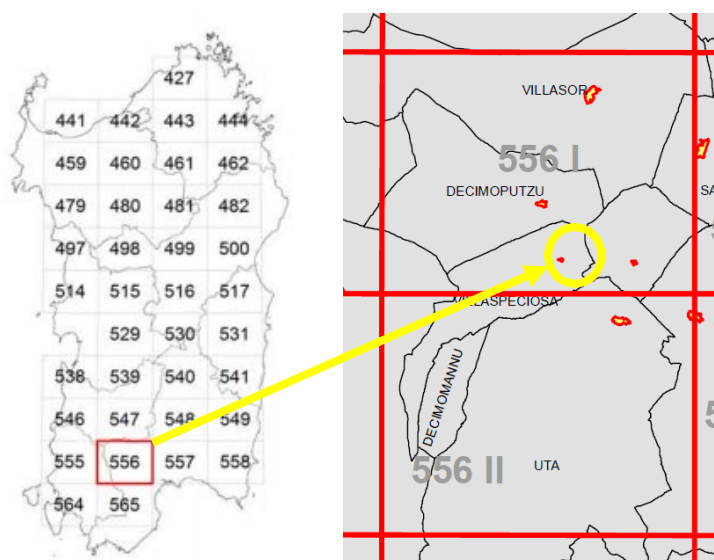 427
441 442 443 444
459 460 461 462
479 480 481 482
497 498 499 500
514 515 516 517
529 530 531
538 539 540 541
546 547 548 549
555 556 557 558
564 565
VILLASOR
556 I
DECIMOPUTZU
SA
VILLASPECIOSA
DECIMOMANNU
556 II
UTA
5